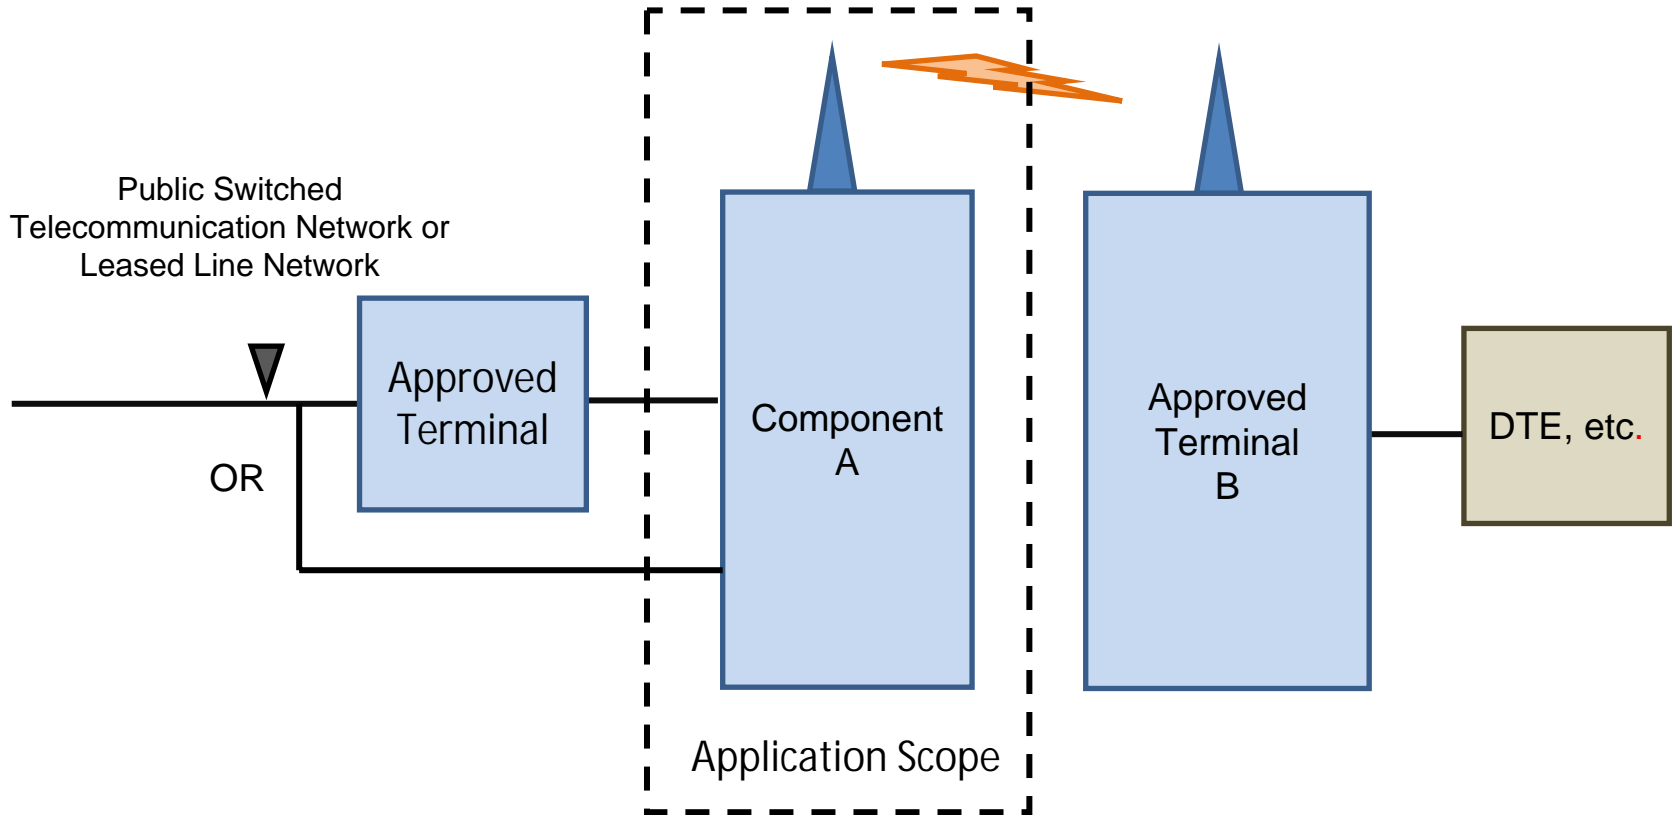 Public Switched
Telecommunication Network or
Leased Line Network
Approved
Terminal
OR
Component
A
Application Scope
Approved
Terminal
B
DTE, etc.